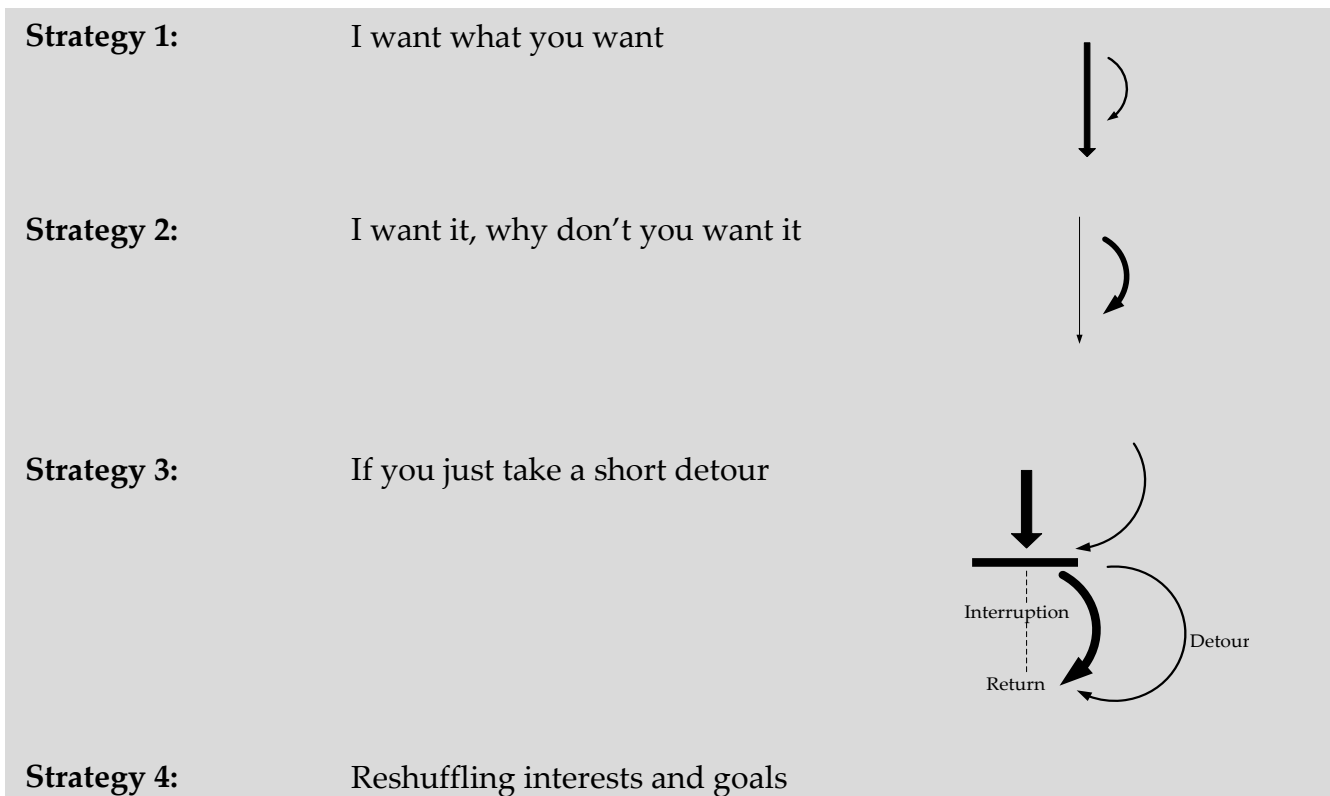 Strategy 1: I want what you want
Strategy 2: I want it, why don’t you want it
Strategy 3: If you just take a short detour
Interruption
Detour
Return
Strategy 4: Reshuffling interests and goals